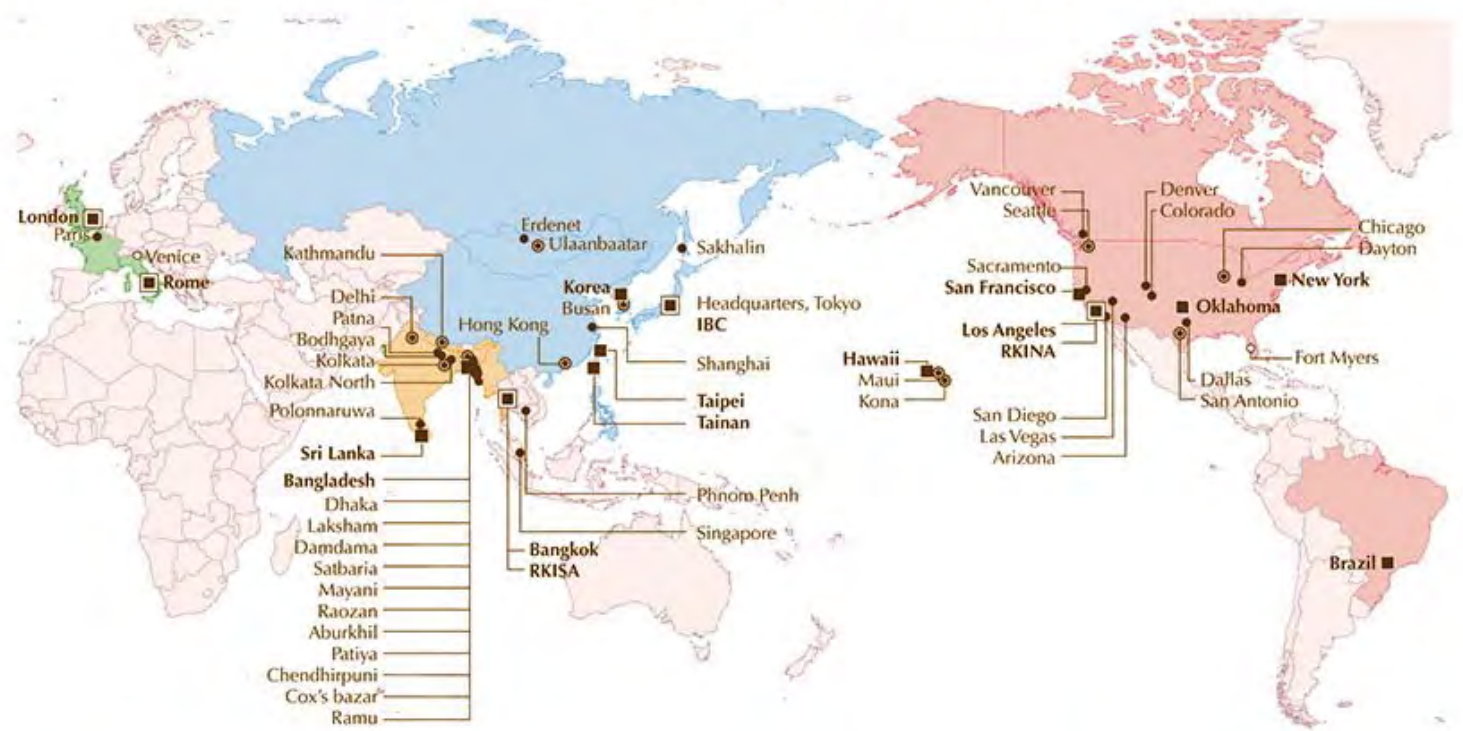 London
Paris
Venice
Rome
Kathmandu
Delhi
Patna
Bodhgaya
Kolkata
Kolkata North
Polonnaruwa
Sri Lanka
Bangladesh
Dhaka
Laksham
Damdama
Satbaria
Mayani
Raozan
Aburkhil
Patiya
Chendhirpuni
Cox's bazar
Ramu
Erdenet
Ulaanbaatar
Sakhalin
Korea
Busan
Hong Kong
Headquarters, Tokyo
IBC
Shanghai
Taipei
Tainan
Phnom Penh
Singapore
Bangkok
RKISA
Hawaii
Maui
Kona
Vancouver
Seattle
Sacramento
San Francisco
Los Angeles
RKINA
San Diego
Las Vegas
Arizona
Denver
Colorado
Chicago
Dayton
New York
Oklahoma
Fort Myers
Dallas
San Antonio
Brazil